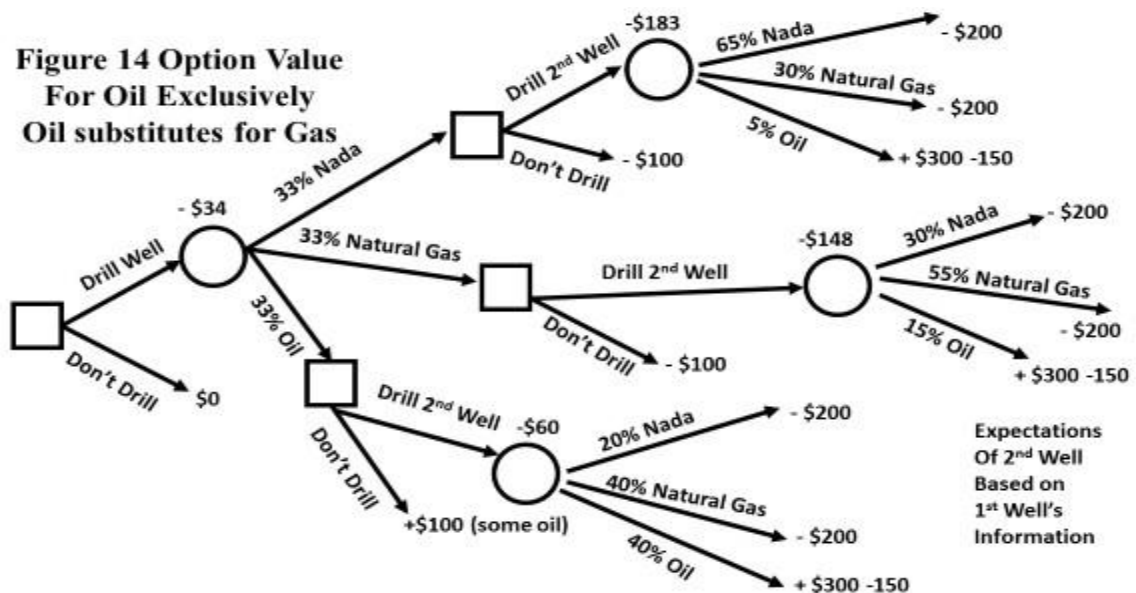 Figure 14 Option Value
For Oil Exclusively
Oil substitutes for Gas
Drill Well
Don't Drill
$0
- $34
33% Nada
33% Natural Gas
33% Oil
Drill 2nd Well
Don't Drill
- $100
-$183
65% Nada
- $200
30% Natural Gas
- $200
5% Oil
+ $300 -150
Drill 2nd Well
Don't Drill
- $100
-$148
30% Nada
- $200
55% Natural Gas
- $200
15% Oil
+ $300 -150
Drill 2nd Well
Don't Drill
+$100 (some oil)
-$60
20% Nada
- $200
40% Natural Gas
- $200
40% Oil
+ $300 -150
Expectations
Of 2nd Well
Based on
1st Well's
Information